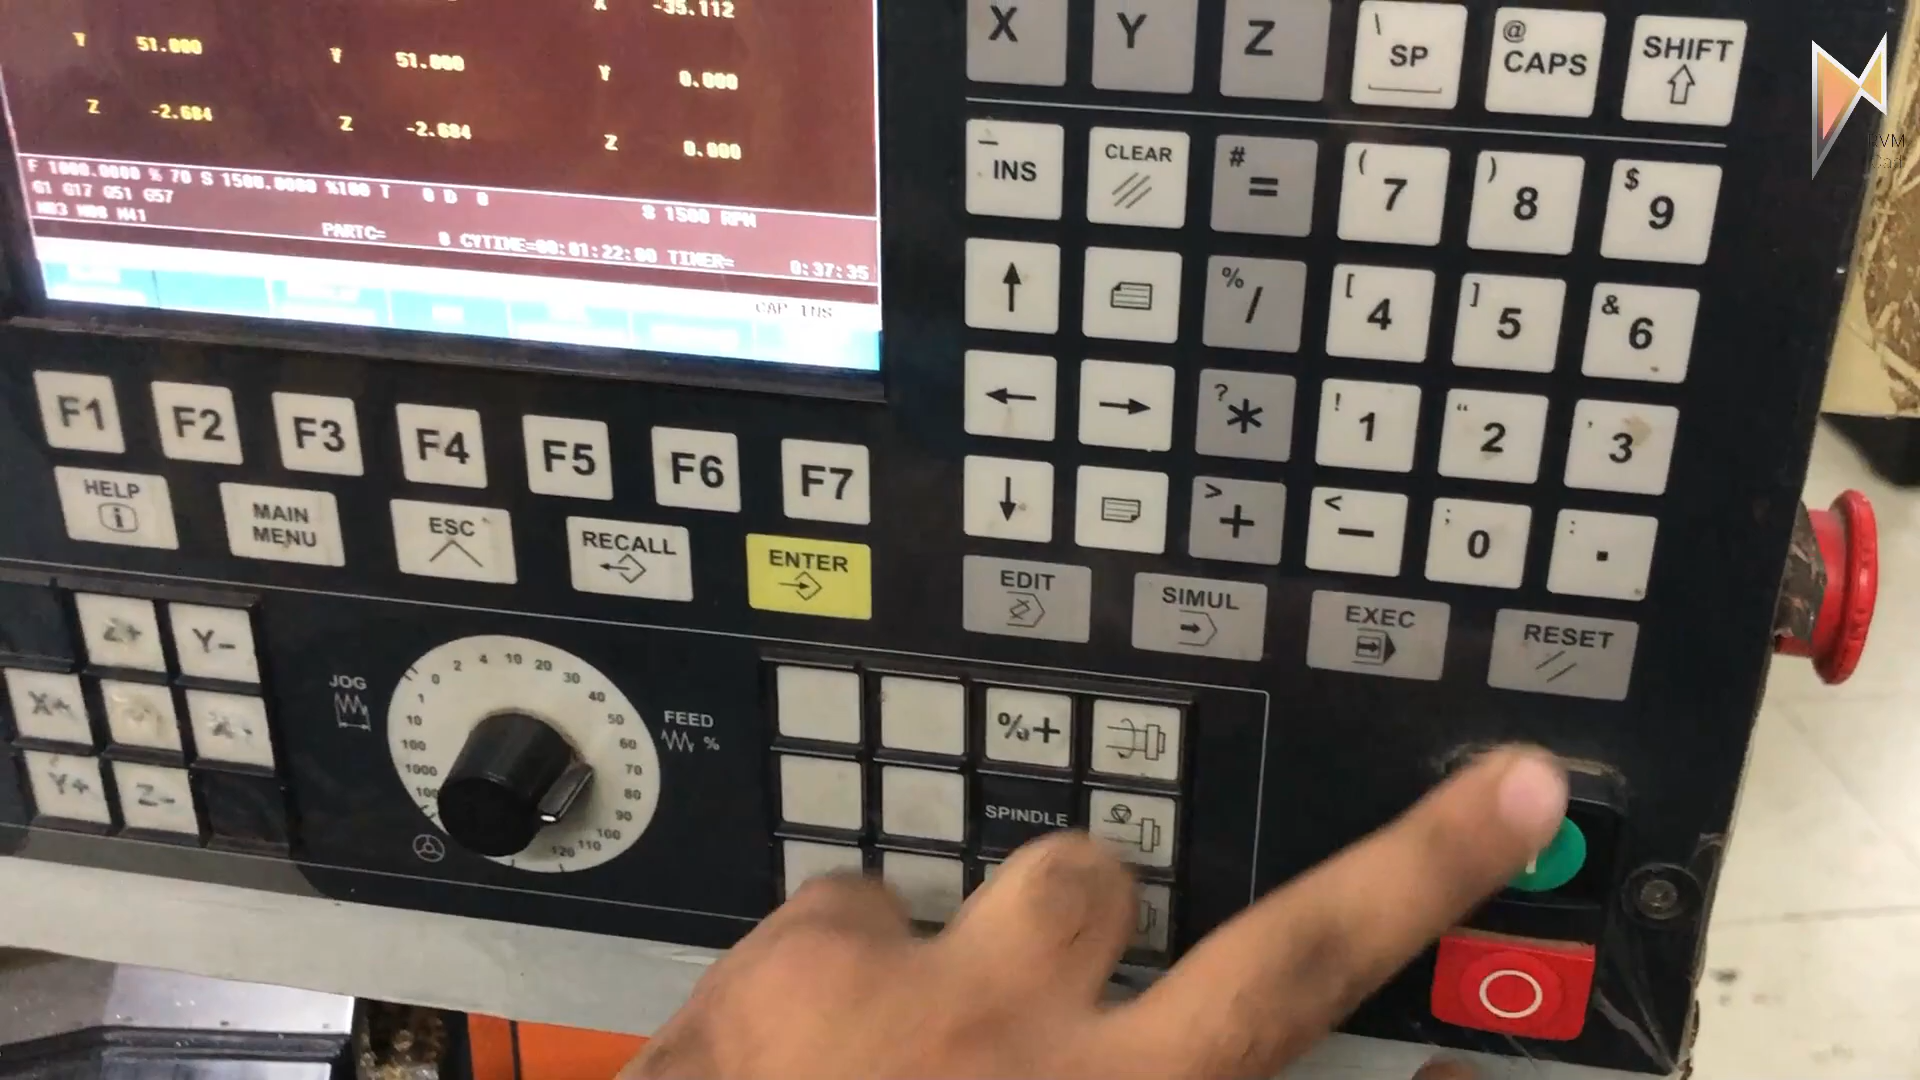 X -35.112
Y 51.000 Y 51.000 Y 0.000
Z -2.684 Z -2.684 Z 0.000
F 1000.0000 % 70 S 1500.0000 %100 T 0 D 0
S 1500 RPM
G1 G17 G51 G57
M03 M08 M41
PARTC= 0 CYTIME=00:01:22:00 TIMER= 0:37:35
CAP INS
X Y Z \ SP @ CAPS SHIFT
INS CLEAR # = ( 7 ) 8 $ 9
% / [ 4 ] 5 & 6
? * ! 1 “ 2 ' 3
> + < - ; 0 : .
EDIT SIMUL EXEC RESET
F1 F2 F3 F4 F5 F6 F7
HELP i MAIN MENU ESC RECALL ENTER
Z+ Y-
X+ X-
Y+ Z-
JOG
FEED %
0 2 4 10 20 30 40 50 60 70 80 90 100 110 120
1 10 100 1000
%+
SPINDLE